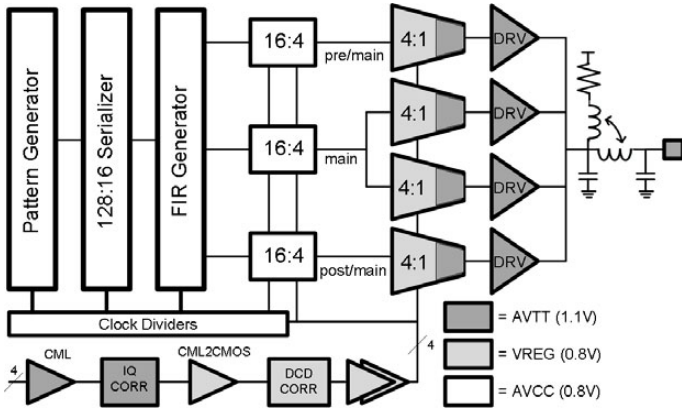 Pattern Generator
128:16 Serializer
FIR Generator
16:4
16:4
16:4
pre/main
main
post/main
4:1
4:1
4:1
4:1
DRV
DRV
DRV
DRV
Clock Dividers
4
CML
IQ
CORR
CML2CMOS
DCD
CORR
4
= AVTT (1.1V)
= VREG (0.8V)
= AVCC (0.8V)